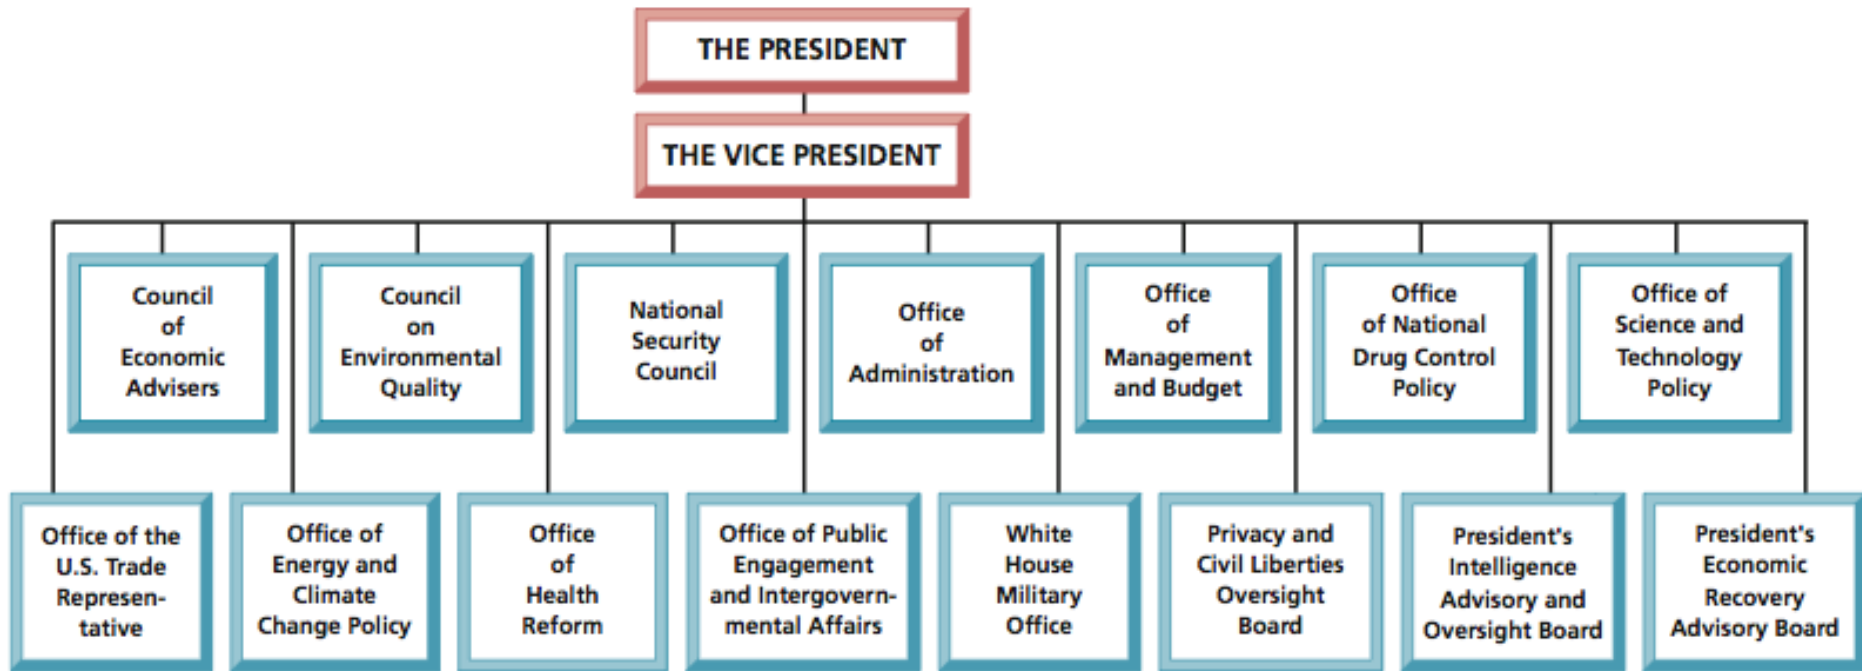 THE PRESIDENT
THE VICE PRESIDENT
Council
of
Economic
Advisers
Council
on
Environmental
Quality
National
Security
Council
Office
of
Administration
Office
of
Management
and Budget
Office
of National
Drug Control
Policy
Office of
Science and
Technology
Policy
Office of the
U.S. Trade
Represen-
tative
Office of
Energy and
Climate
Change Policy
Office
of
Health
Reform
Office of Public
Engagement
and Intergovern-
mental Affairs
White
House
Military
Office
Privacy and
Civil Liberties
Oversight
Board
President's
Intelligence
Advisory and
Oversight Board
President's
Economic
Recovery
Advisory Board